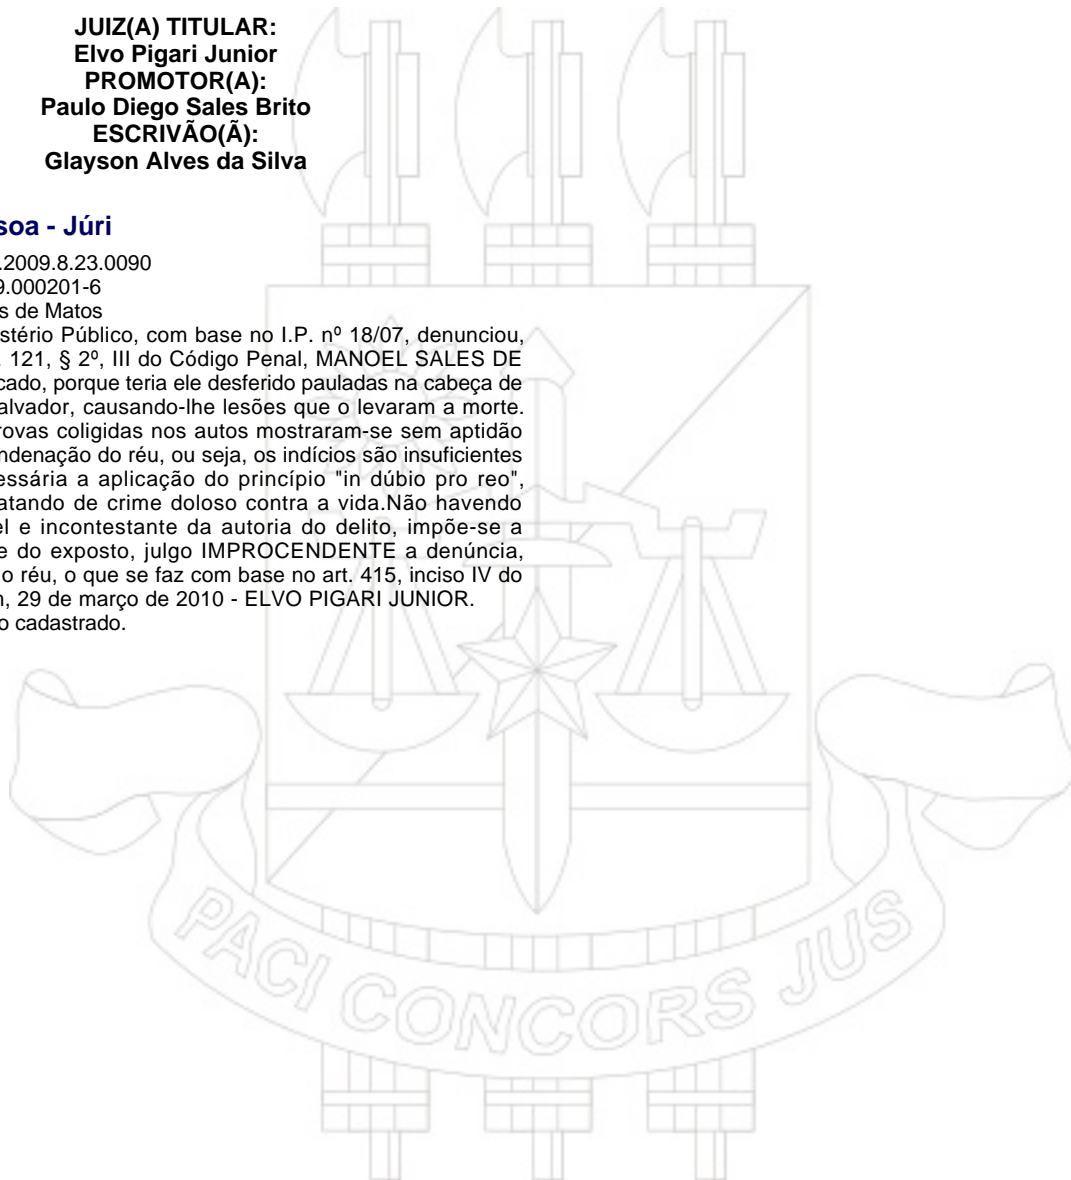 JUIZ(A) TITULAR:
Elvo Pigari Junior
PROMOTOR(A):
Paulo Diego Sales Brito
ESCRIVÃO(Ã):
Glayson Alves da Silva
soa - Júri
.2009.8.23.0090
9.000201-6
s de Matos
stério Público, com base no I.P. nº 18/07, denunciou,
. 121, § 2º, III do Código Penal, MANOEL SALES DE
cado, porque teria ele desferido pauladas na cabeça de
alvador, causando-lhe lesões que o levaram a morte.
rovas coligidas nos autos mostraram-se sem aptidão
ndenação do réu, ou seja, os indícios são insuficientes
essária a aplicação do princípio "in dúbio pro reo",
atando de crime doloso contra a vida.Não havendo
el e incontestante da autoria do delito, impõe-se a
e do exposto, julgo IMPROCENDENTE a denúncia,
o réu, o que se faz com base no art. 415, inciso IV do
n, 29 de março de 2010 - ELVO PIGARI JUNIOR.
o cadastrado.
PACI CONCORS JUS